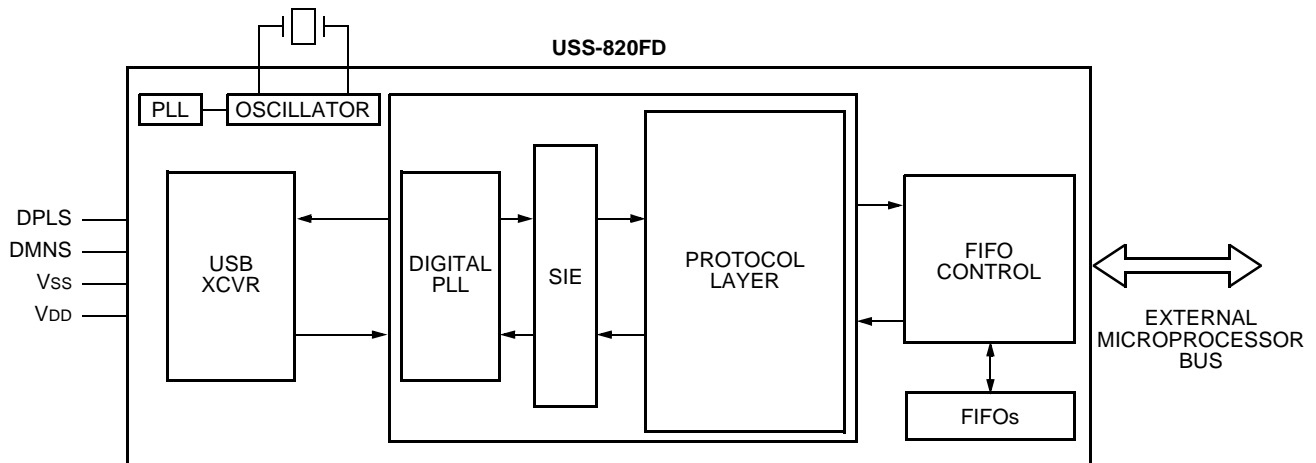 USS-820FD
PLL
OSCILLATOR
DPLS
DMNS
VSS
VDD
USB
XCVR
DIGITAL
PLL
SIE
PROTOCOL
LAYER
FIFO
CONTROL
FIFOs
EXTERNAL
MICROPROCESSOR
BUS